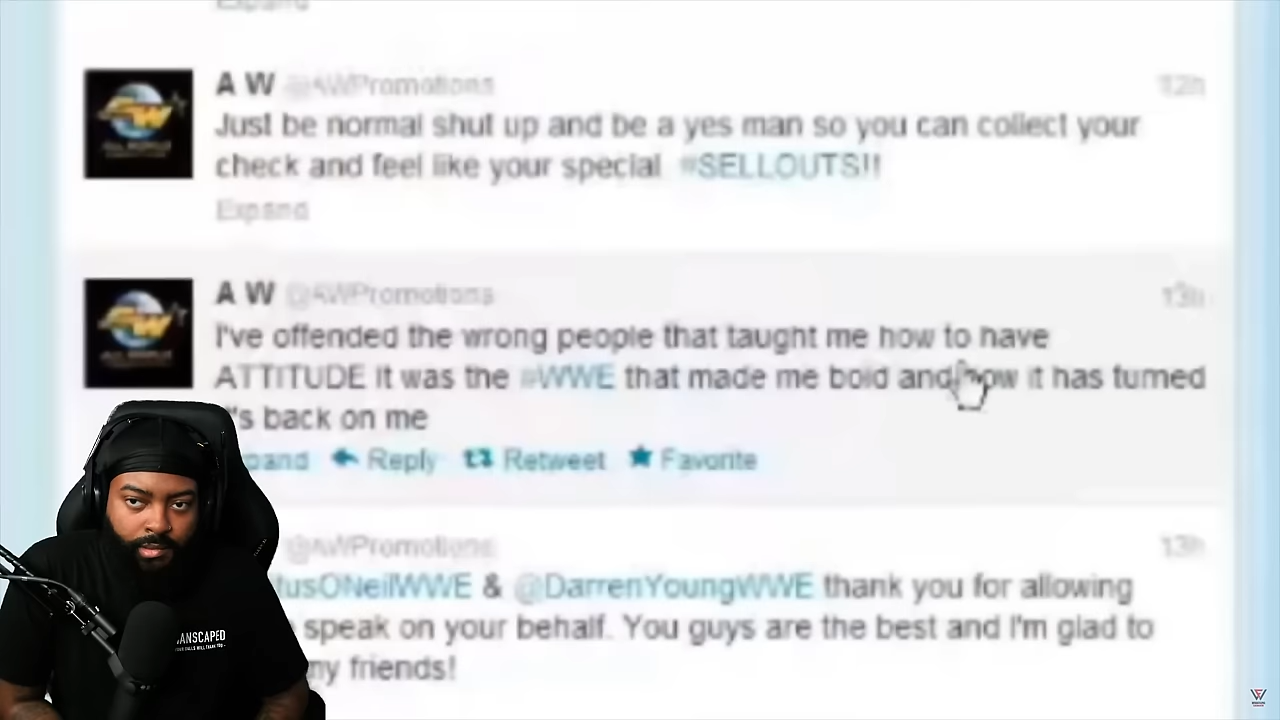 Expand
A W @AWPromotions 12h
Just be normal shut up and be a yes man so you can collect your
check and feel like your special #SELLOUTS!!
Expand
A W @AWPromotions 13h
I've offended the wrong people that taught me how to have
ATTITUDE it was the #WWE that made me bold and now it has turned
's back on me
pand Reply Retweet Favorite
@AWPromotions 13h
tusONeilWWE & @DarrenYoungWWE thank you for allowing
speak on your behalf. You guys are the best and I'm glad to
my friends!
MANSCAPED